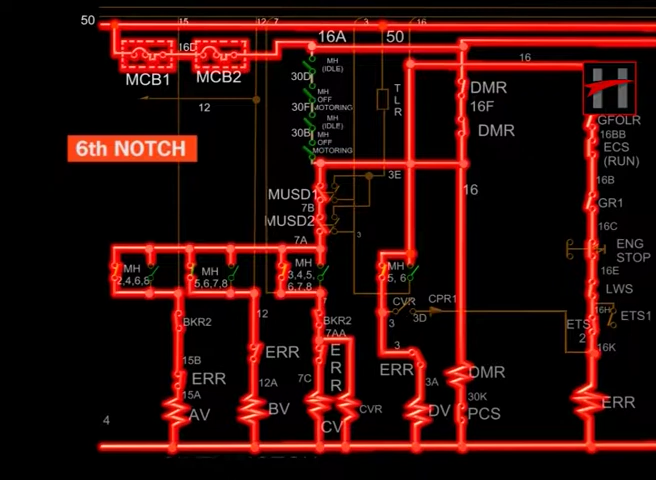 50
15
12
7
3
16
16D
16A
50
MCB1
MCB2
MH
(IDLE)
30D
MH
OFF
MOTORING
30F
MH
(IDLE)
30B
MH
OFF
MOTORING
T
L
R
DMR
16F
DMR
16
H
GFOLR
16BB
ECS
(RUN)
12
6th NOTCH
3E
16
16B
GR1
MUSD1
7B
MUSD2
3
7A
16C
ENG
STOP
MH
2,4,6,8
MH
5,6,7,8
MH
3,4,5,
6,7,8
MH
5, 6
16E
LWS
CVR
CPR1
16H
ETS1
BKR2
12
BKR2
7AA
3
3D
ETS
2
16K
15B
ERR
15A
ERR
12A
E
R
R
7C
3
ERR
3A
DMR
30K
PCS
ERR
AV
BV
CV
CVR
DV
4